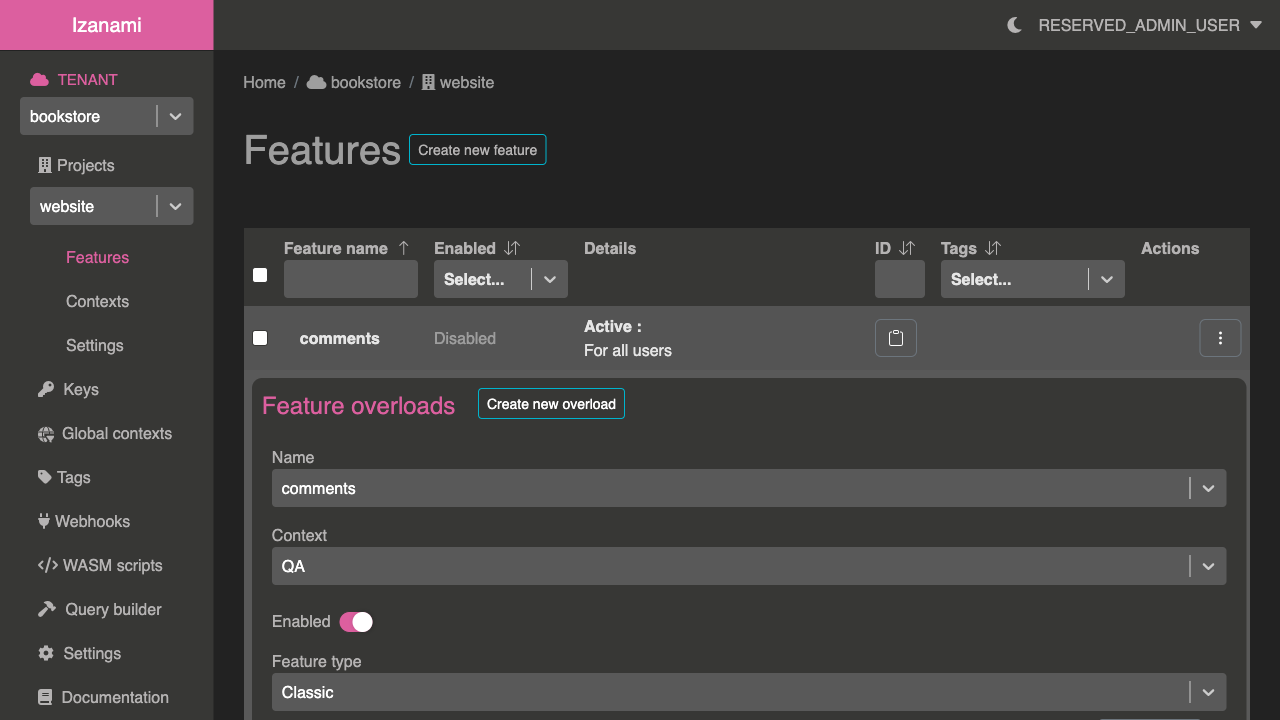 Izanami
RESERVED_ADMIN_USER
TENANT
bookstore
Projects
website
Features
Contexts
Settings
Keys
Global contexts
Tags
Webhooks
WASM scripts
Query builder
Settings
Documentation
Home / bookstore / website
Features Create new feature
Feature name Enabled Details ID Tags Actions
Select... Select...
comments Disabled Active :
For all users
Feature overloads Create new overload
Name
comments
Context
QA
Enabled
Feature type
Classic